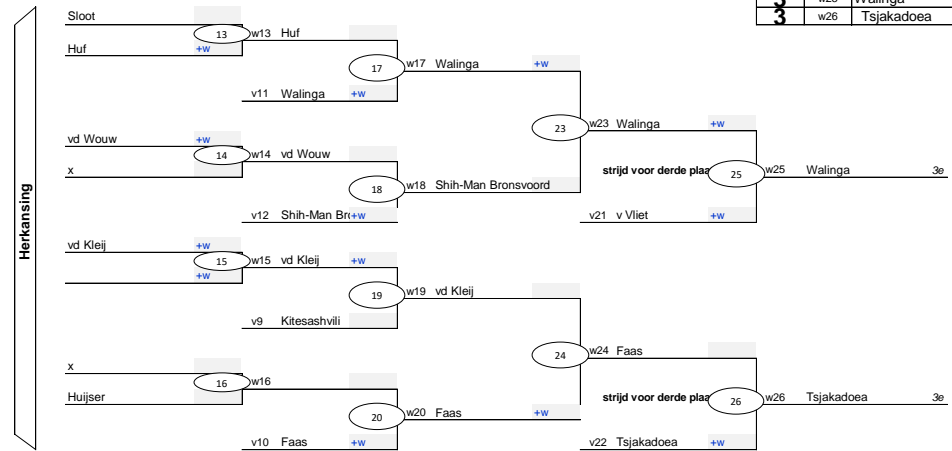 3 w25 Walinga
3 w26 Tsjakadoea
Herkansing
Sloot
13 w13 Huf
Huf +w
17 w17 Walinga +w
v11 Walinga +w
23 w23 Walinga +w
vd Wouw +w
14 w14 vd Wouw
x
strijd voor derde plaa 25 w25 Walinga 3e
18 w18 Shih-Man Bronsvoord
v12 Shih-Man Br +w
v21 v Vliet +w
vd Kleij +w
15 w15 vd Kleij +w
+w
19 w19 vd Kleij
v9 Kitesashvili
24 w24 Faas
x
16 w16
Huijser
strijd voor derde plaa 26 w26 Tsjakadoea 3e
20 w20 Faas +w
v10 Faas +w
v22 Tsjakadoea +w